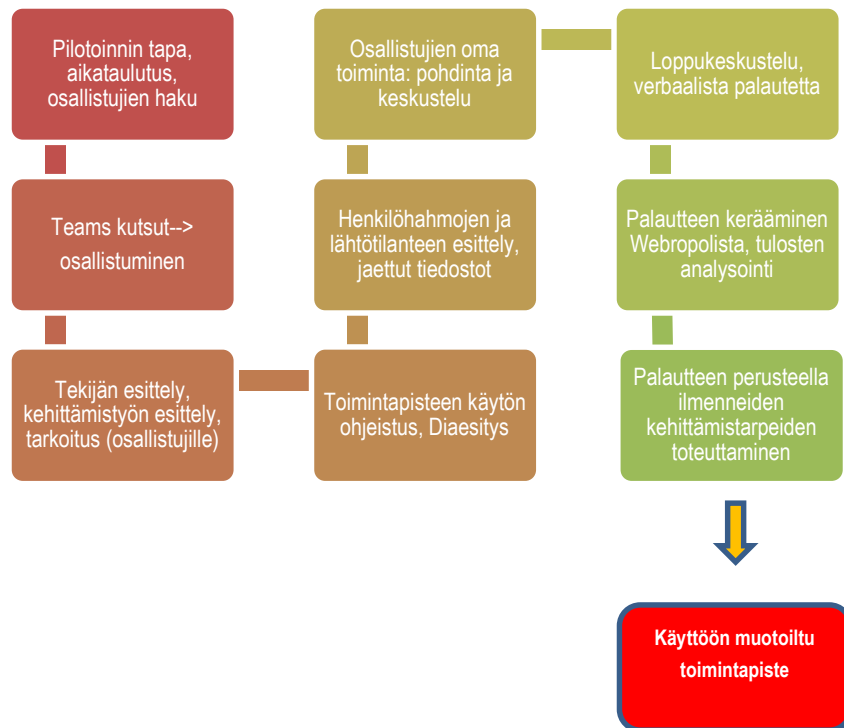 Pilotoinnin tapa,
aikataulutus,
osallistujien haku
Teams kutsut-->
osallistuminen
Tekijän esittely,
kehittämistyön esittely,
tarkoitus (osallistujille)
Toimintapisteen käytön
ohjeistus, Diaesitys
Henkilöhahmojen ja
lähtötilanteen esittely,
jaettut tiedostot
Osallistujien oma
toiminta: pohdinta ja
keskustelu
Loppukeskustelu,
verbaalista palautetta
Palautteen kerääminen
Webropolista, tulosten
analysointi
Palautteen perusteella
ilmenneiden
kehittämistarpeiden
toteuttaminen
Käyttöön muotoiltu
toimintapiste